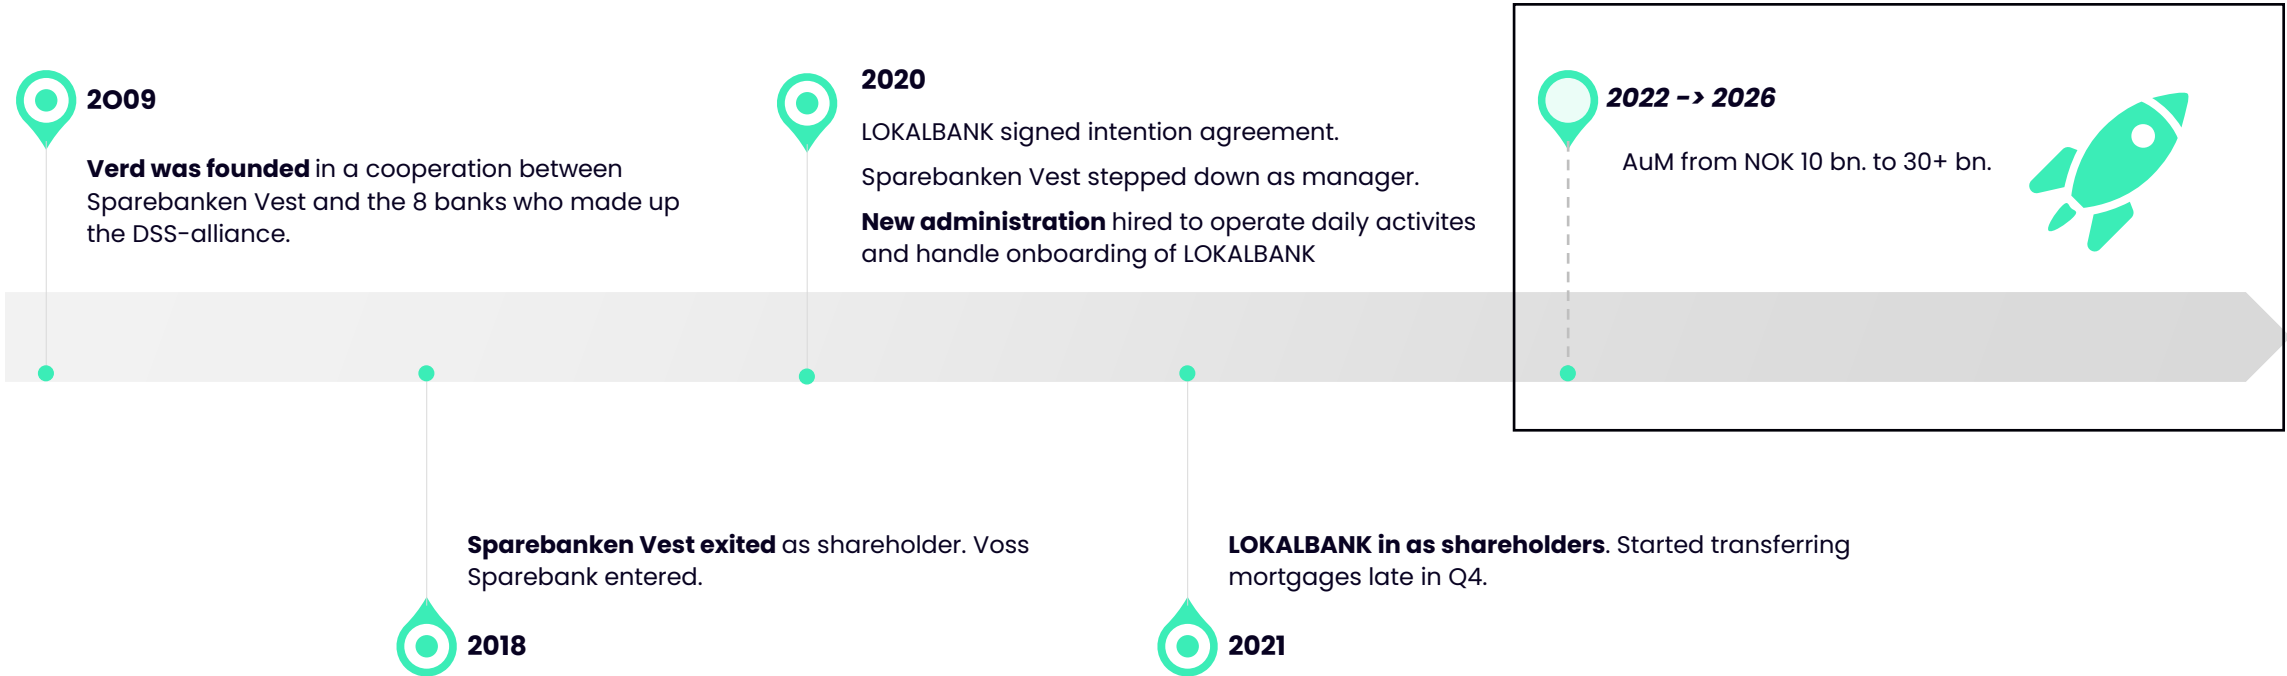 2009
Verd was founded in a cooperation between
Sparebanken Vest and the 8 banks who made up
the DSS-alliance.
Sparebanken Vest exited as shareholder. Voss
Sparebank entered.
2018
2020
LOKALBANK signed intention agreement.
Sparebanken Vest stepped down as manager.
New administration hired to operate daily activites
and handle onboarding of LOKALBANK
LOKALBANK in as shareholders. Started transferring
mortgages late in Q4.
2021
2022 -> 2026
AuM from NOK 10 bn. to 30+ bn.